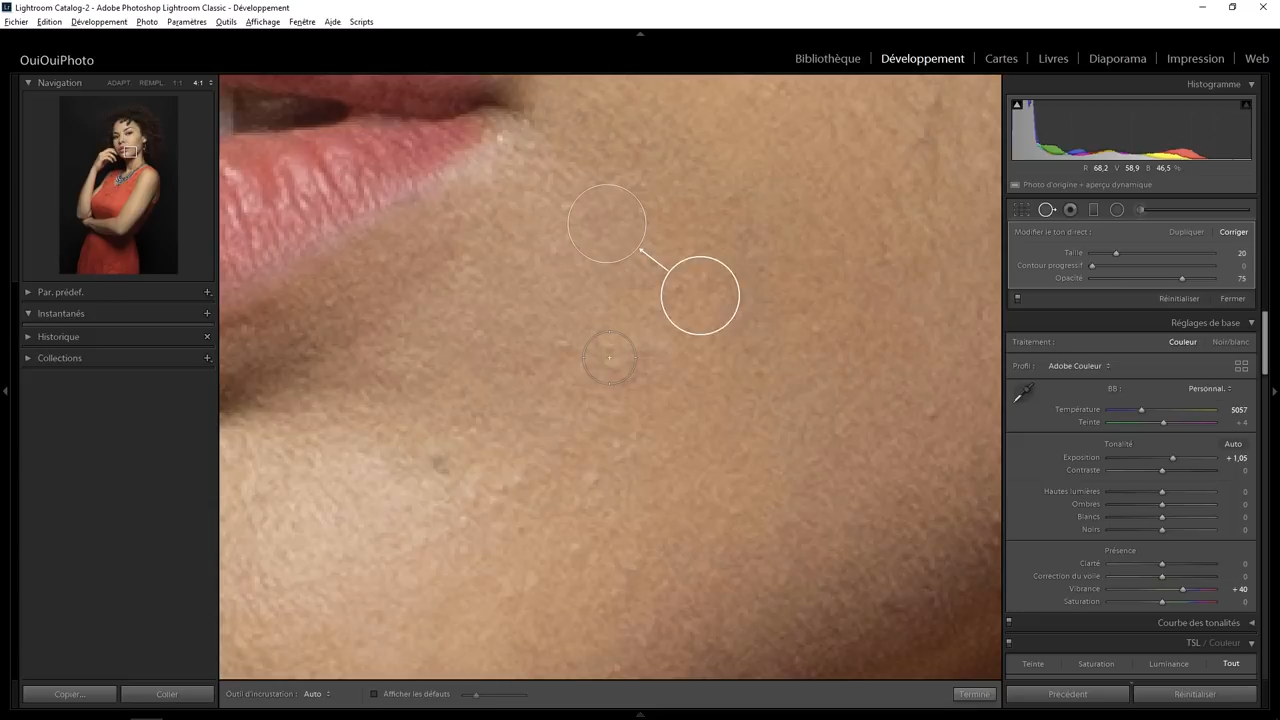 Lightroom Catalog-2 - Adobe Photoshop Lightroom Classic - Développement
Fichier Edition Développement Photo Paramètres Outils Affichage Fenêtre Aide Scripts
OuiOuiPhoto
Bibliothèque Développement Cartes Livres Diaporama Impression Web
Navigation ADAPT. REMPL. 1:1 4:1
Par. prédef.
Instantanés
Historique
Collections
Copier... Coller
Outil d'incrustation : Auto Afficher les défauts Terminé
Histogramme
R 68,2 V 58,9 B 46,5 %
Photo d'origine + aperçu dynamique
Modifier le ton direct : Dupliquer Corriger
Taille 20
Contour progressif 0
Opacité 75
Réinitialiser Fermer
Réglages de base
Traitement : Couleur Noir/blanc
Profil : Adobe Couleur
BB : Personnal.
Température 5057
Teinte + 4
Tonalité Auto
Exposition + 1,05
Contraste 0
Hautes lumières 0
Ombres 0
Blancs 0
Noirs 0
Présence
Clarté 0
Correction du voile 0
Vibrance + 40
Saturation 0
Courbe des tonalités
TSL / Couleur
Teinte Saturation Luminance Tout
Précédent Réinitialiser